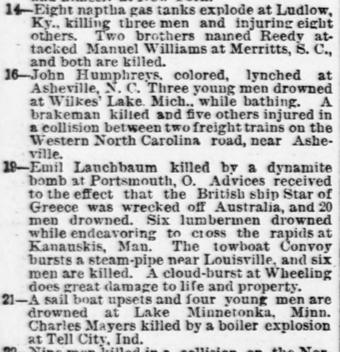 14—Eight naptha gas tanks explode at Ludlow,
Ky., killing three men and injuring eight
others. Two brothers named Reedy at-
tacked Manuel Williams at Merritts, S. C.,
and both are killed.
16—John Humphreys, colored, lynched at
Asheville, N. C. Three young men drowned
at Wilkes' Lake. Mich., while bathing. A
brakeman killed and five others injured in
a collision between two freight trains on the
Western North Carolina road, near Ashe-
ville.
19—Emil Lanchbaum killed by a dynamite
bomb at Portsmouth, O. Advices received
to the effect that the British ship Star of
Greece was wrecked off Australia, and 20
men drowned. Six lumbermen drowned
while endeavoring to cross the rapids at
Kanauskis, Man. The towboat Convoy
bursts a steam-pipe near Louisville, and six
men are killed. A cloud-burst at Wheeling
does great damage to life and property.
21—A sail boat upsets and four young men are
drowned at Lake Minnetonka, Minn.
Charles Mayers killed by a boiler explosion
at Tell City, Ind.